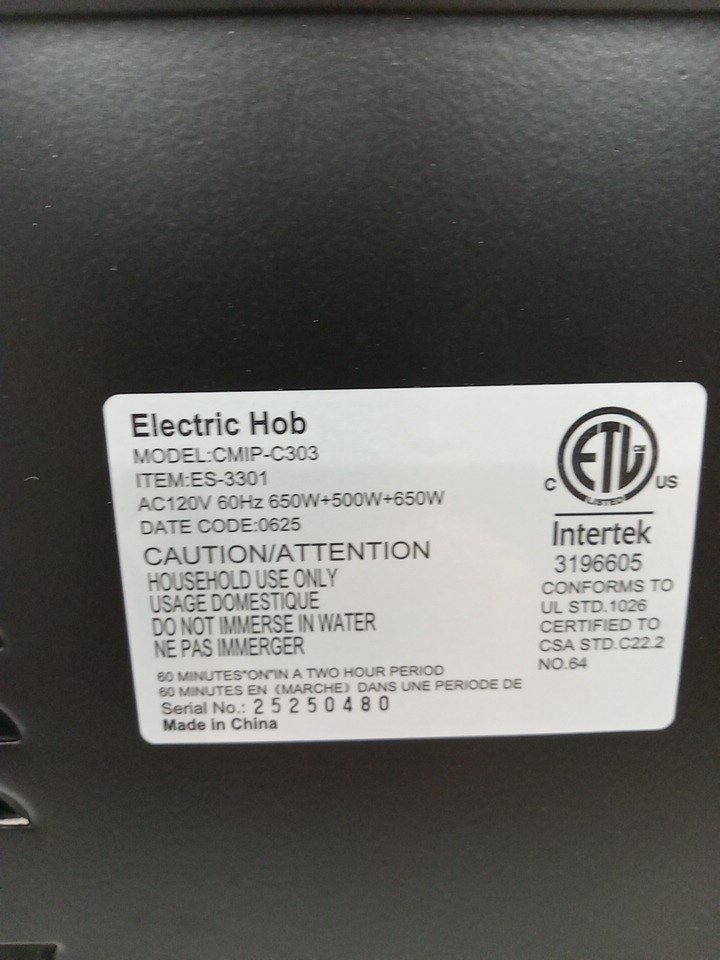 Electric Hob
MODEL:CMIP-C303
ITEM:ES-3301
AC120V 60Hz 650W+500W+650W
DATE CODE:0625
CAUTION/ATTENTION
HOUSEHOLD USE ONLY
USAGE DOMESTIQUE
DO NOT IMMERSE IN WATER
NE PAS IMMERGER
60 MINUTES"ON"IN A TWO HOUR PERIOD
60 MINUTES EN《MARCHE》DANS UNE PERIODE DE
Serial No.: 25250480
Made in China
ETL CM
LISTED
C US
Intertek
3196605
CONFORMS TO
UL STD.1026
CERTIFIED TO
CSA STD.C22.2
NO.64